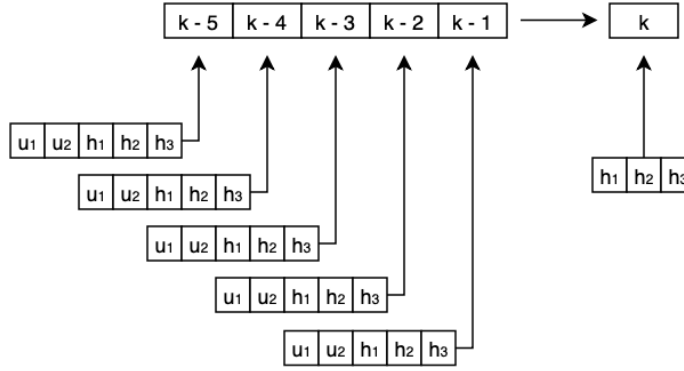 k - 5 k - 4 k - 3 k - 2 k - 1 k
u₁ u₂ h₁ h₂ h₃
h₁ h₂ h₃
u₁ u₂ h₁ h₂ h₃
u₁ u₂ h₁ h₂ h₃
u₁ u₂ h₁ h₂ h₃
u₁ u₂ h₁ h₂ h₃